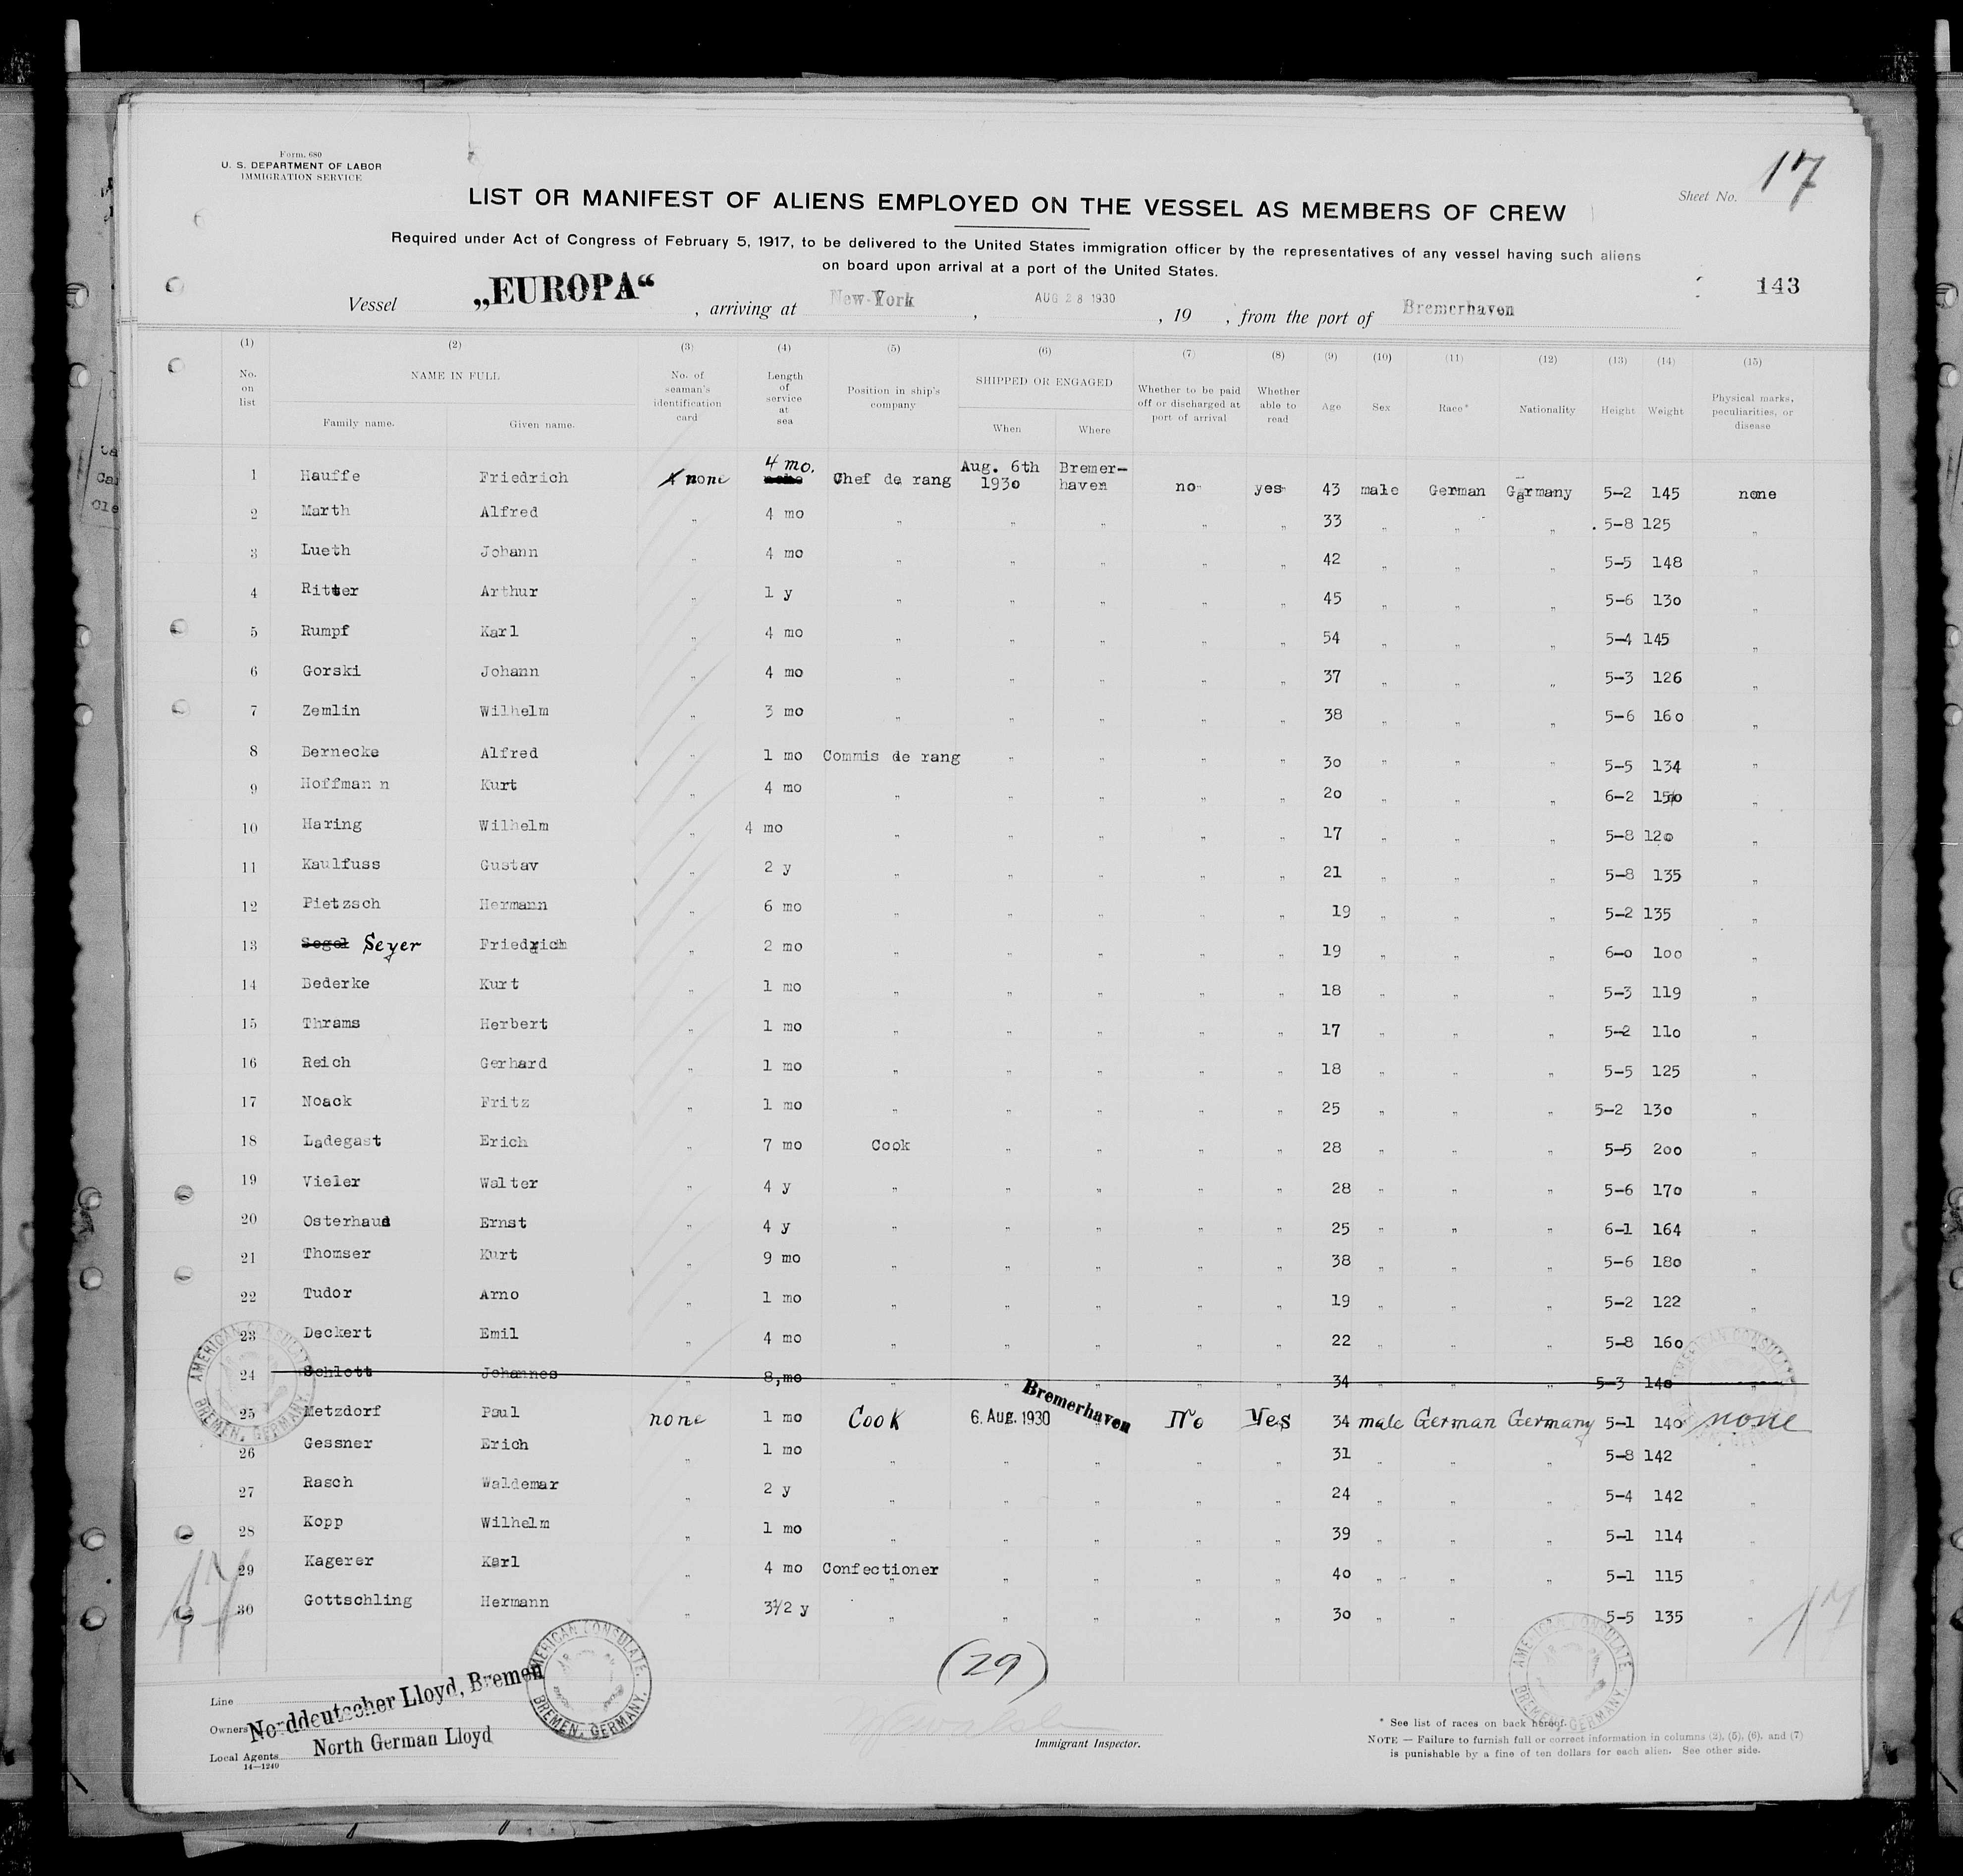 Form. 680
U. S. DEPARTMENT OF LABOR
IMMIGRATION SERVICE
Sheet No. 17
LIST OR MANIFEST OF ALIENS EMPLOYED ON THE VESSEL AS MEMBERS OF CREW
Required under Act of Congress of February 5, 1917, to be delivered to the United States immigration officer by the representatives of any vessel having such aliens
on board upon arrival at a port of the United States.
143
Vessel „EUROPA“ , arriving at New-York , AUG 28 1930 , 19 , from the port of Bremerhaven
(1) (2) (3) (4) (5) (6) (7) (8) (9) (10) (11) (12) (13) (14) (15)
No. on list NAME IN FULL Family name. Given name. No. of seaman's identification card Length of service at sea Position in ship's company SHIPPED OR ENGAGED When Where Whether to be paid off or discharged at port of arrival Whether able to read Age Sex Race* Nationality Height Weight Physical marks, peculiarities, or disease
1 Hauffe Friedrich none 4 mo. Chef de rang Aug. 6th 1930 Bremer-haven no yes 43 male German Germany 5-2 145 none
2 Marth Alfred „ 4 mo „ „ „ „ „ 33 „ „ „ 5-8 125 „
3 Lueth Johann „ 4 mo „ „ „ „ „ 42 „ „ „ 5-5 148 „
4 Ritter Arthur „ 1 y „ „ „ „ „ 45 „ „ „ 5-6 130 „
5 Rumpf Karl „ 4 mo „ „ „ „ „ 54 „ „ „ 5-4 145 „
6 Gorski Johann „ 4 mo „ „ „ „ „ 37 „ „ „ 5-3 126 „
7 Zemlin Wilhelm „ 3 mo „ „ „ „ „ 38 „ „ „ 5-6 160 „
8 Bernecke Alfred „ 1 mo Commis de rang „ „ „ „ 30 „ „ „ 5-5 134 „
9 Hoffman n Kurt „ 4 mo „ „ „ „ „ 20 „ „ „ 6-2 „
10 Haring Wilhelm „ 4 mo „ „ „ „ „ 17 „ „ „ 5-8 120 „
11 Kaulfuss Gustav „ 2 y „ „ „ „ „ 21 „ „ „ 5-8 135 „
12 Pietzsch Hermann „ 6 mo „ „ „ „ „ 19 „ „ „ 5-2 135 „
13 Segel Seyer Friedrich „ 2 mo „ „ „ „ „ 19 „ „ „ 6-0 100 „
14 Bederke Kurt „ 1 mo „ „ „ „ „ 18 „ „ „ 5-3 119 „
15 Thrams Herbert „ 1 mo „ „ „ „ „ 17 „ „ „ 5-2 110 „
16 Reich Gerhard „ 1 mo „ „ „ „ „ 18 „ „ „ 5-5 125 „
17 Noack Fritz „ 1 mo „ „ „ „ „ 25 „ „ „ 5-2 130 „
18 Ladegast Erich „ 7 mo Cook „ „ „ „ 28 „ „ „ 5-5 200 „
19 Vieler Walter „ 4 y „ „ „ „ „ 28 „ „ „ 5-6 170 „
20 Osterhaud Ernst „ 4 y „ „ „ „ „ 25 „ „ „ 6-1 164 „
21 Thomser Kurt „ 9 mo „ „ „ „ „ 38 „ „ „ 5-6 180 „
22 Tudor Arno „ 1 mo „ „ „ „ „ 19 „ „ „ 5-2 122 „
23 Deckert Emil „ 4 mo „ „ „ „ „ 22 „ „ „ 5-8 160 „
24 Schlott Johannes „ 8 mo „ „ „ „ „ 34 „ „ „ 5-3 140 „
25 Metzdorf Paul none 1 mo Cook 6. Aug. 1930 Bremerhaven No Yes 34 male German Germany 5-1 140 none
26 Gessner Erich „ 1 mo „ „ „ „ „ 31 „ „ „ 5-8 142 „
27 Rasch Waldemar „ 2 y „ „ „ „ „ 24 „ „ „ 5-4 142 „
28 Kopp Wilhelm „ 1 mo „ „ „ „ „ 39 „ „ „ 5-1 114 „
29 Kagerer Karl „ 4 mo Confectioner „ „ „ „ 40 „ „ „ 5-1 115 „
30 Gottschling Hermann „ 3½ y „ „ „ „ „ 30 „ „ „ 5-5 135 „
17
17
(29)
AMERICAN CONSULATE. BREMEN, GERMANY.
AMERICAN CONSULATE. BREMEN, GERMANY.
AMERICAN CONSULATE. BREMEN, GERMANY.
AMERICAN CONSULATE
Line
Owners Norddeutscher Lloyd, Bremen
Local Agents North German Lloyd
14—1240
Immigrant Inspector.
* See list of races on back hereof.
NOTE — Failure to furnish full or correct information in columns (2), (5), (6), and (7)
is punishable by a fine of ten dollars for each alien. See other side.